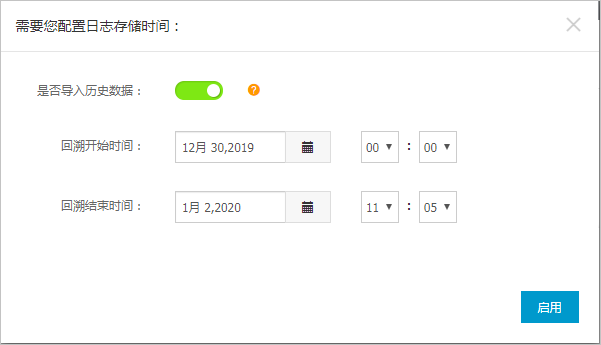 需要您配置日志存储时间：
是否导入历史数据： ?
回溯开始时间： 12月 30,2019 00 : 00
回溯结束时间： 1月 2,2020 11 : 05
启用